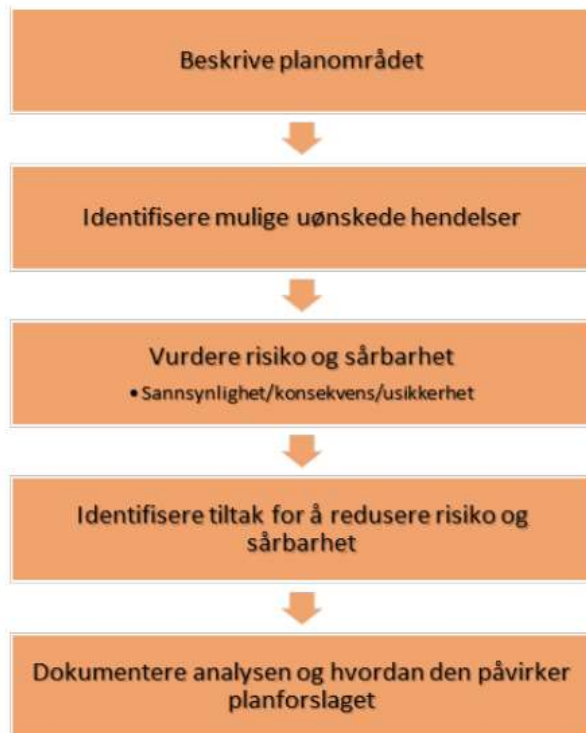 Beskrive planområdet
Identifisere mulige uønskede hendelser
Vurdere risiko og sårbarhet
• Sannsynlighet/konsekvens/usikkerhet
Identifisere tiltak for å redusere risiko og
sårbarhet
Dokumentere analysen og hvordan den påvirker
planforslaget